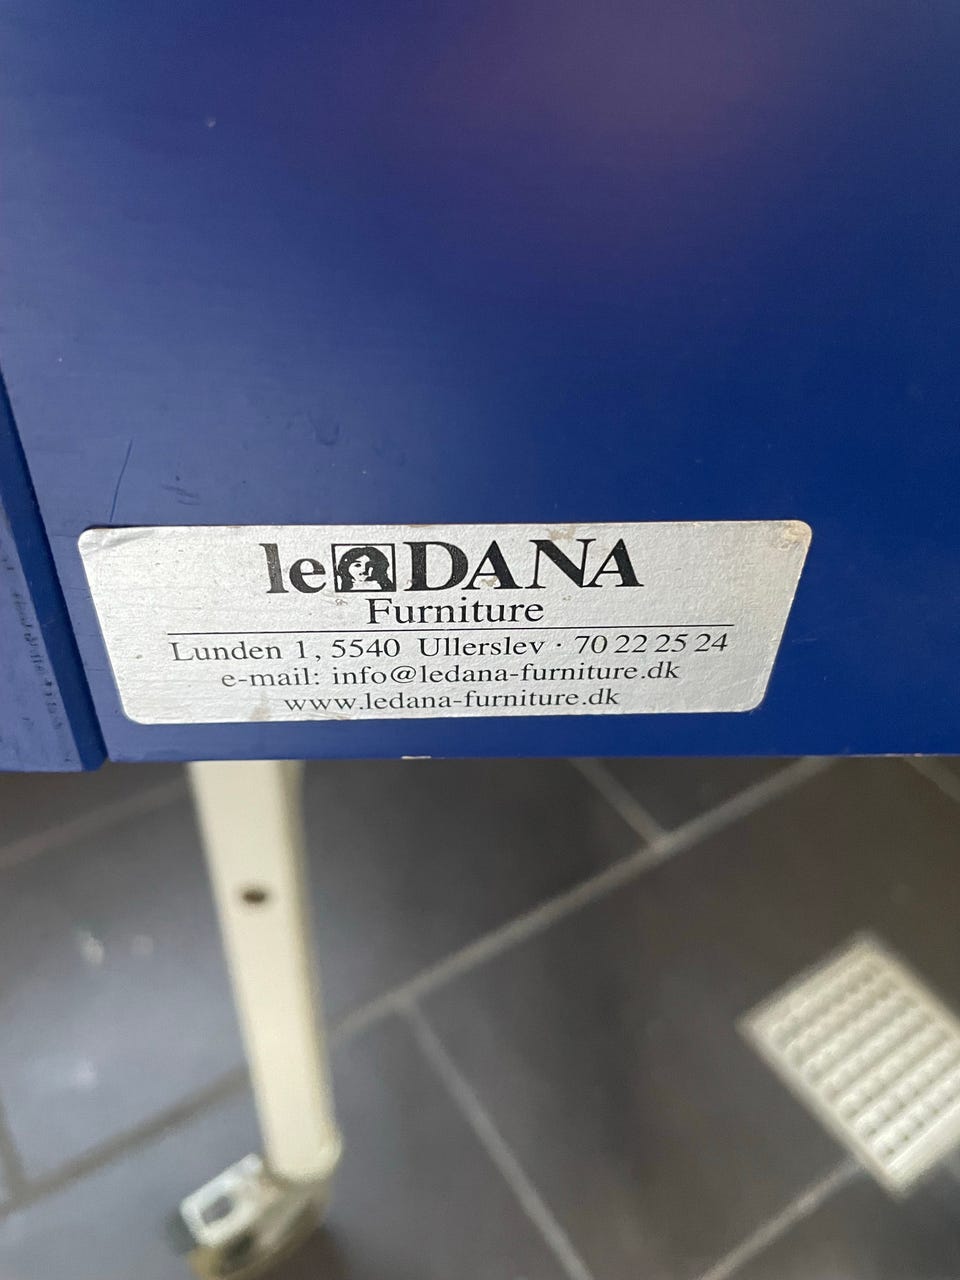 leDANA
Furniture
Lunden 1, 5540 Ullerslev · 70 22 25 24
e-mail: info@ledana-furniture.dk
www.ledana-furniture.dk